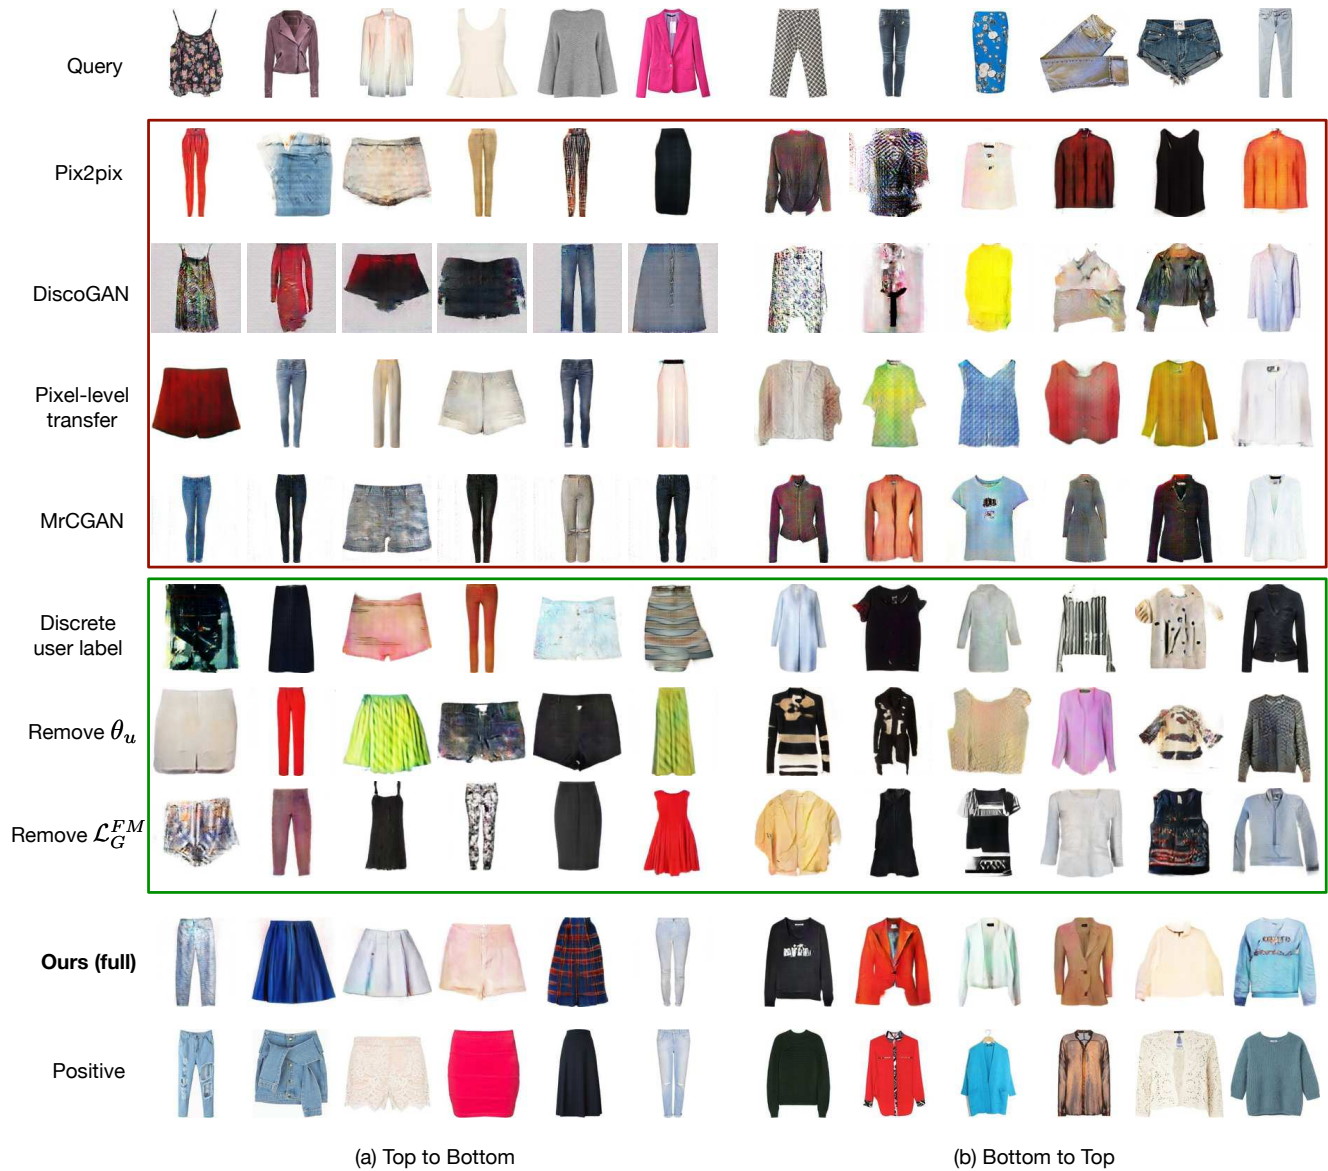 Query
Pix2pix
DiscoGAN
Pixel-level
transfer
MrCGAN
Discrete
user label
Remove θ_u
Remove ℒ_G^{FM}
Ours (full)
Positive
(a) Top to Bottom
(b) Bottom to Top